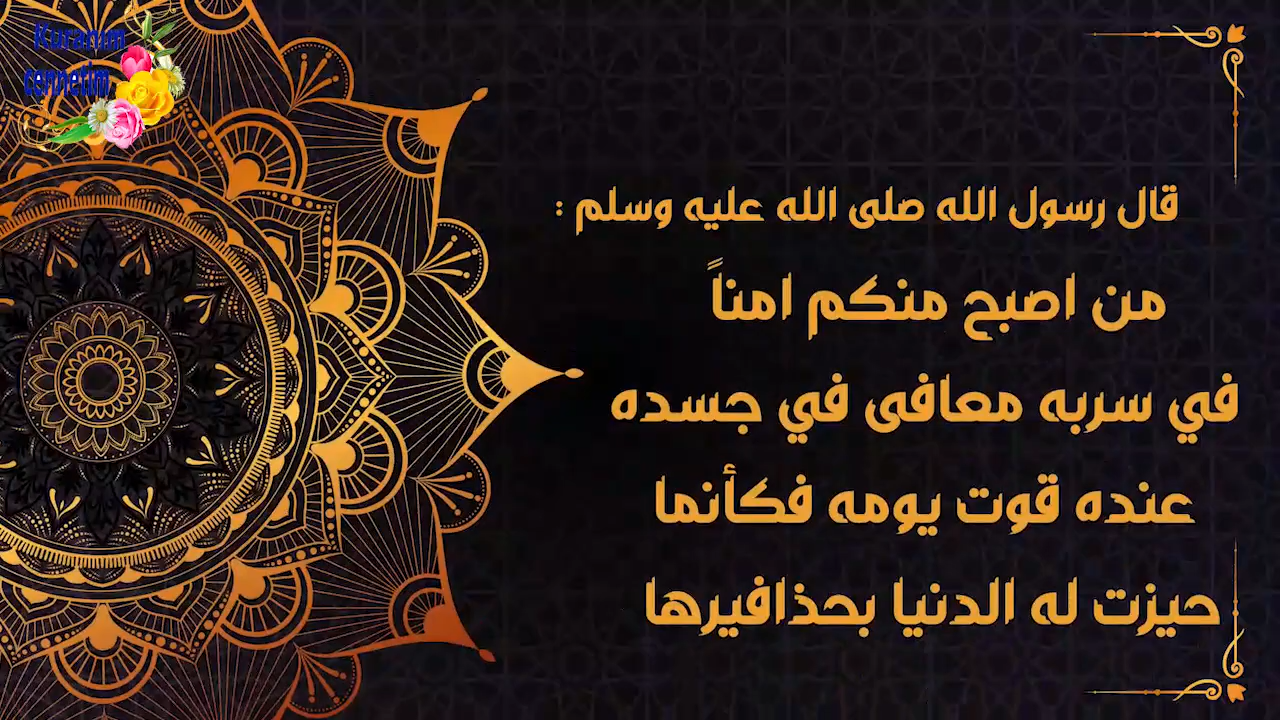 Kuranım
cennetim
قال رسول الله صلى الله عليه وسلم :
من اصبح منكم امناً
في سربه معافى في جسده
عنده قوت يومه فكأنما
حيزت له الدنيا بحذافيرها